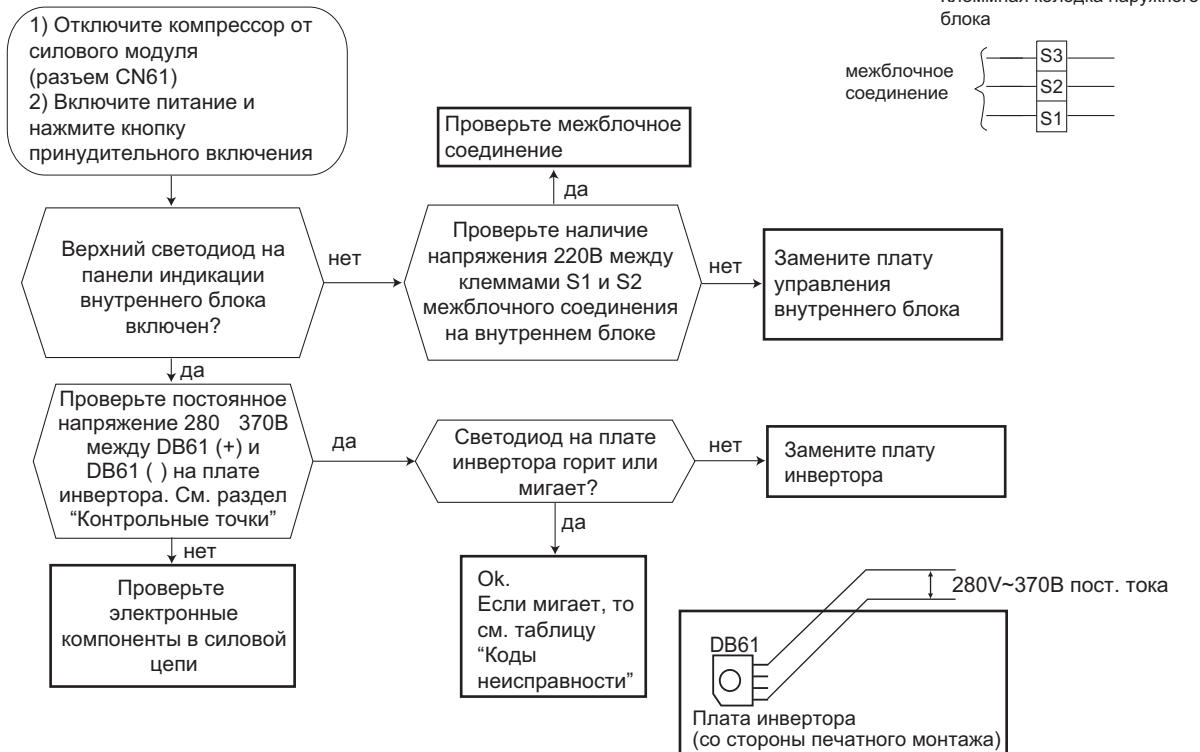 1) Отключите компрессор от
силового модуля
(разъем CN61)
2) Включите питание и
нажмите кнопку
принудительного включения
блока
межблочное
соединение
S3
S2
S1
Проверьте межблочное
соединение
да
Верхний светодиод на
панели индикации
внутреннего блока
включен?
нет
Проверьте наличие
напряжения 220В между
клеммами S1 и S2
межблочного соединения
на внутреннем блоке
нет
Замените плату
управления
внутреннего блока
да
Проверьте постоянное
напряжение 280 370В
между DB61 (+) и
DB61 ( ) на плате
инвертора. См. раздел
“Контрольные точки”
да
Светодиод на плате
инвертора горит или
мигает?
нет
Замените плату
инвертора
нет
Проверьте
электронные
компоненты в силовой
цепи
да
Ok.
Если мигает, то
см. таблицу
“Коды
неисправности”
280V~370В пост. тока
DB61
Плата инвертора
(со стороны печатного монтажа)